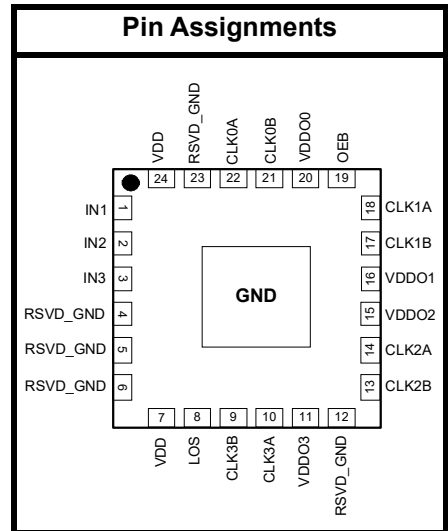 Pin Assignments
VDD
RSVD_GND
CLK0A
CLK0B
VDDO0
OEB
24
23
22
21
20
19
IN1 1
IN2 2
IN3 3
RSVD_GND 4
RSVD_GND 5
RSVD_GND 6
GND
18 CLK1A
17 CLK1B
16 VDDO1
15 VDDO2
14 CLK2A
13 CLK2B
7
8
9
10
11
12
VDD
LOS
CLK3B
CLK3A
VDDO3
RSVD_GND